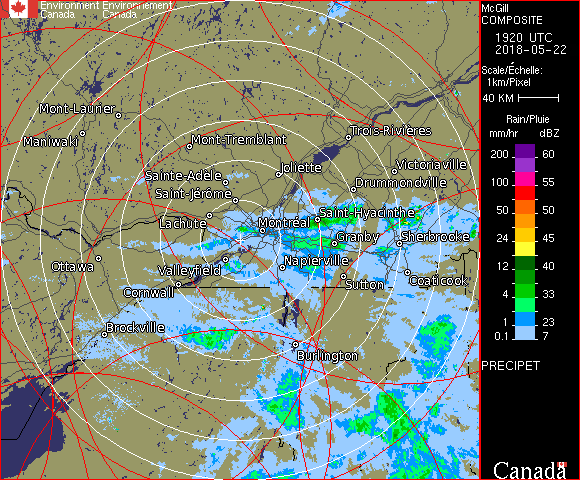 Environment Environnement
Canada Canada
McGill
COMPOSITE
1920 UTC
2018-05-22
Scale/Échelle:
1km/Pixel
40 KM
Rain/Pluie
mm/hr dBZ
200 60
100 55
50 50
24 45
12 40
4 33
1 23
0.1 7
PRECIPET
Canada
Mont-Laurier
Maniwaki
Mont-Tremblant
Trois-Rivières
Sainte-Adèle
Joliette
Victoriaville
Saint-Jérôme
Drummondville
Lachute
Montréal
Saint-Hyacinthe
Granby
Sherbrooke
Ottawa
Valleyfield
Napierville
Cornwall
Sutton
Coaticook
Brockville
Burlington